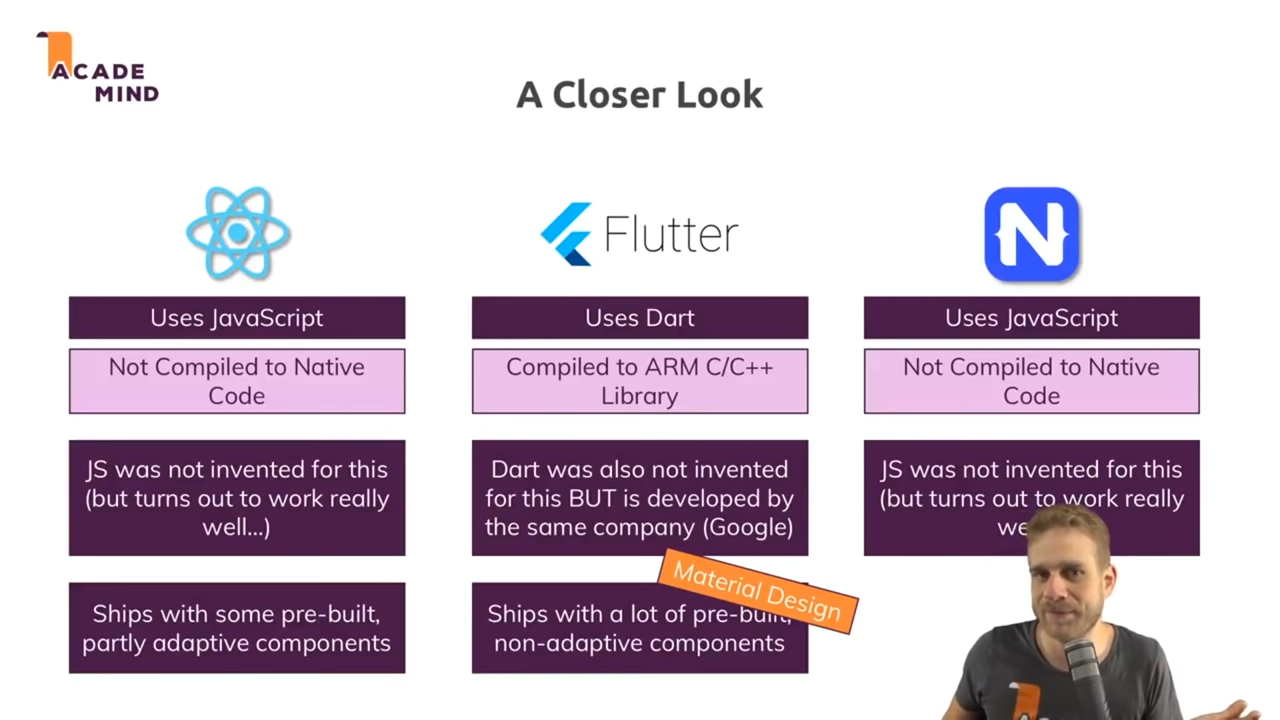 ACADE
MIND
A Closer Look
Flutter
N
Uses JavaScript
Not Compiled to Native
Code
JS was not invented for this
(but turns out to work really
well...)
Ships with some pre-built,
partly adaptive components
Uses Dart
Compiled to ARM C/C++
Library
Dart was also not invented
for this BUT is developed by
the same company (Google)
Material Design
Ships with a lot of pre-built,
non-adaptive components
Uses JavaScript
Not Compiled to Native
Code
JS was not invented for this
(but turns out to work really